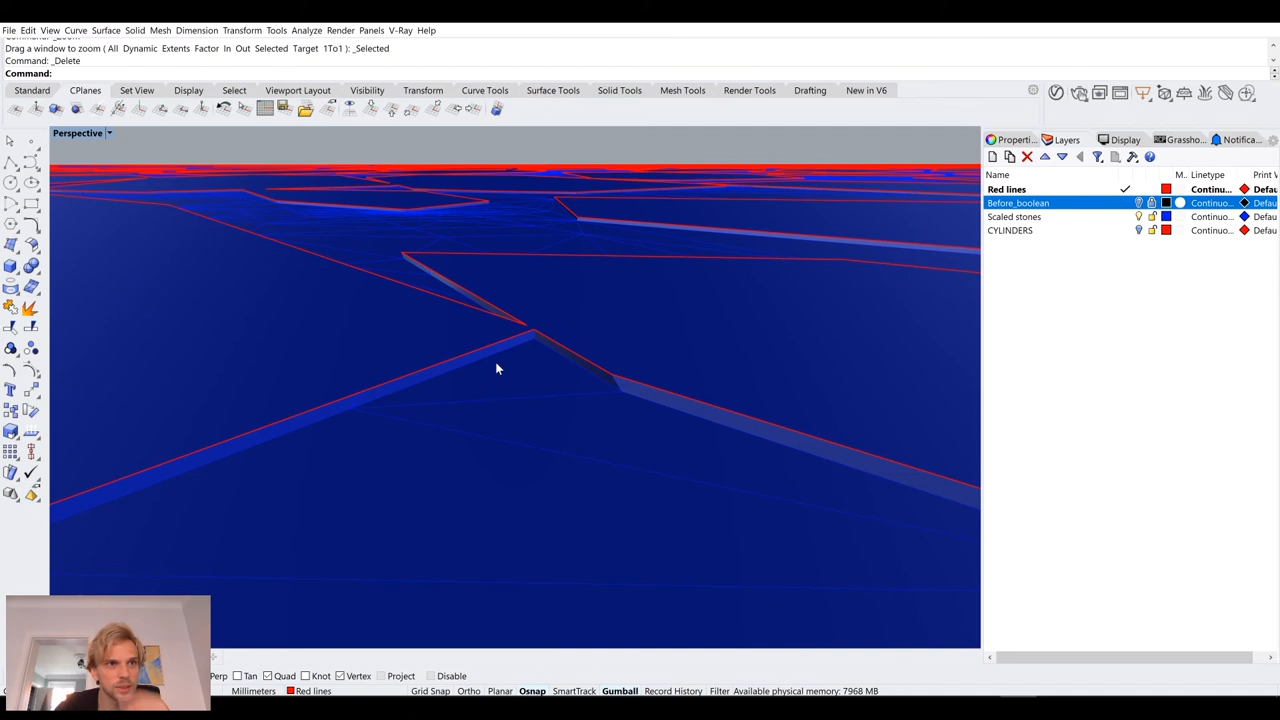 File Edit View Curve Surface Solid Mesh Dimension Transform Tools Analyze Render Panels V-Ray Help
Drag a window to zoom ( All Dynamic Extents Factor In Out Selected Target 1To1 ): _Selected
Command: _Delete
Command:
Standard CPlanes Set View Display Select Viewport Layout Visibility Transform Curve Tools Surface Tools Solid Tools Mesh Tools Render Tools Drafting New in V6
Perspective
Properti... Layers Display Grassho... Notifica...
Name M... Linetype Print W
Red lines Continu... Defau
Before_boolean Continuo... Defau
Scaled stones Continuo... Defau
CYLINDERS Continuo... Defau
Perp Tan Quad Knot Vertex Project Disable
Millimeters Red lines Grid Snap Ortho Planar Osnap SmartTrack Gumball Record History Filter Available physical memory: 7968 MB